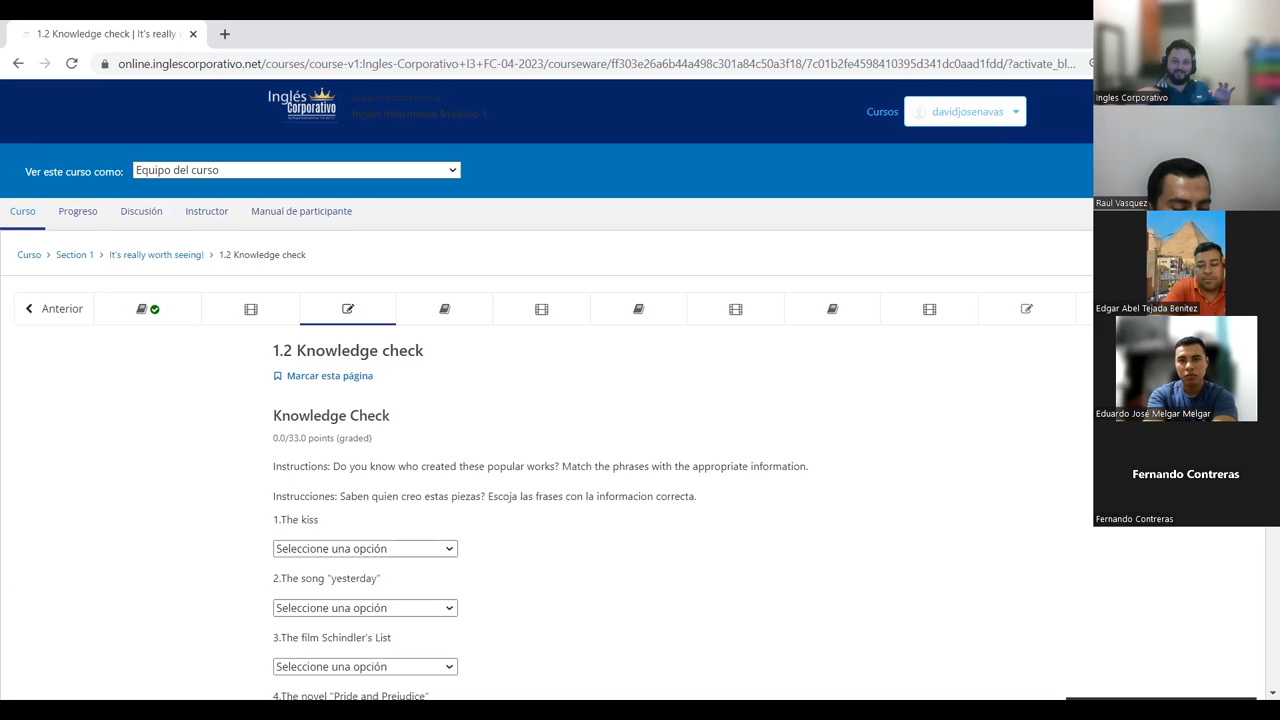 1.2 Knowledge check | It's really
online.inglescorporativo.net/courses/course-v1:Ingles-Corporativo+I3+FC-04-2023/courseware/ff303e26a6b44a498c301a84c50a3f18/7c01b2fe4598410395d341dc0aad1fdd/?activate_bl...
Inglés
Corporativo
Inglés Intermedio Módulo
Cursos
davidjosenavas
Ver este curso como:
Equipo del curso
Curso
Progreso
Discusión
Instructor
Manual de participante
Curso > Section 1 > It's really worth seeing! > 1.2 Knowledge check
Anterior
1.2 Knowledge check
Marcar esta página
Knowledge Check
0.0/33.0 points (graded)
Instructions: Do you know who created these popular works? Match the phrases with the appropriate information.
Instrucciones: Saben quien creo estas piezas? Escoja las frases con la informacion correcta.
1.The kiss
Seleccione una opción
2.The song "yesterday"
Seleccione una opción
3.The film Schindler's List
Seleccione una opción
4.The novel "Pride and Prejudice"
Ingles Corporativo
Raul Vasquez
Edgar Abel Tejada Benitez
Eduardo José Melgar Melgar
Fernando Contreras
Fernando Contreras